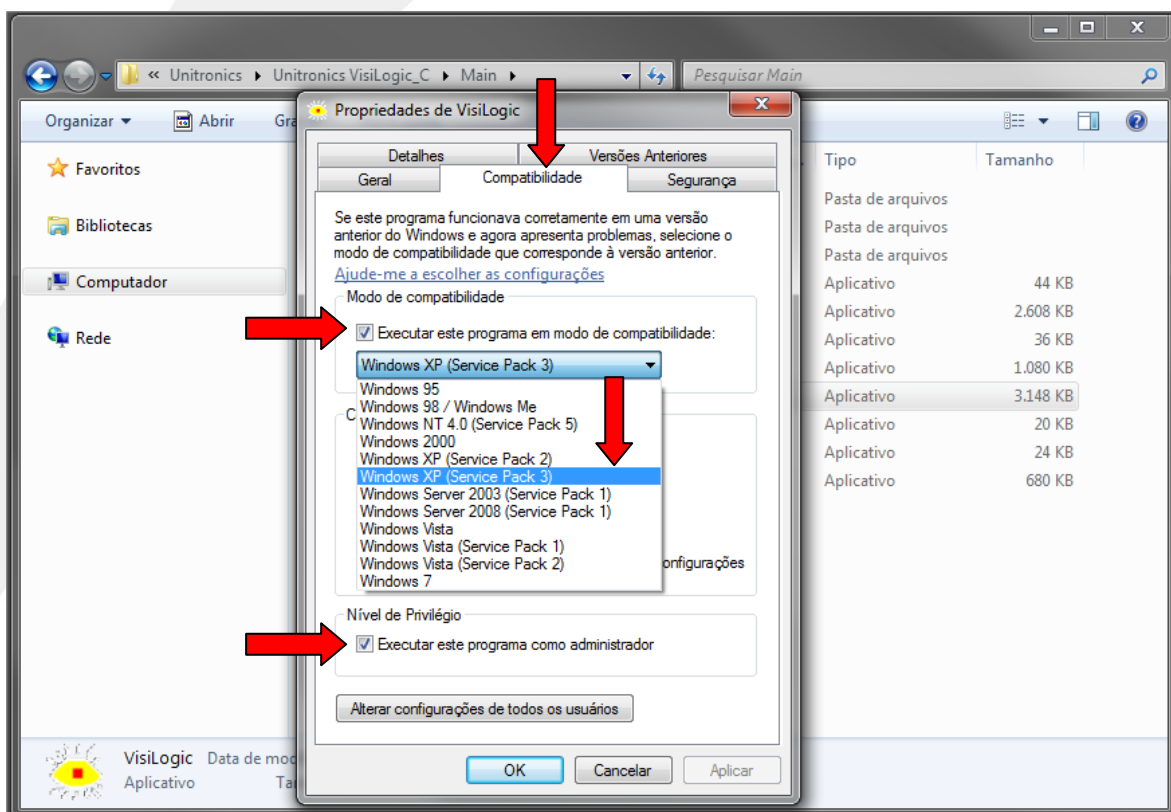 « Unitronics ▸ Unitronics VisiLogic_C ▸ Main ▸
Pesquisar Main
Organizar
Abrir
Gra
Favoritos
Bibliotecas
Computador
Rede
Propriedades de VisiLogic
Detalhes
Versões Anteriores
Geral
Compatibilidade
Segurança
Se este programa funcionava corretamente em uma versão
anterior do Windows e agora apresenta problemas, selecione o
modo de compatibilidade que corresponde à versão anterior.
Ajude-me a escolher as configurações
Modo de compatibilidade
Executar este programa em modo de compatibilidade:
Windows XP (Service Pack 3)
Windows 95
Windows 98 / Windows Me
Windows NT 4.0 (Service Pack 5)
Windows 2000
Windows XP (Service Pack 2)
Windows XP (Service Pack 3)
Windows Server 2003 (Service Pack 1)
Windows Server 2008 (Service Pack 1)
Windows Vista
Windows Vista (Service Pack 1)
Windows Vista (Service Pack 2)
Windows 7
C
onfigurações
Nível de Privilégio
Executar este programa como administrador
Alterar configurações de todos os usuários
OK
Cancelar
Aplicar
Tipo
Tamanho
Pasta de arquivos
Pasta de arquivos
Pasta de arquivos
Aplicativo 44 KB
Aplicativo 2.608 KB
Aplicativo 36 KB
Aplicativo 1.080 KB
Aplicativo 3.148 KB
Aplicativo 20 KB
Aplicativo 24 KB
Aplicativo 680 KB
VisiLogic Data de mod
Aplicativo Ta